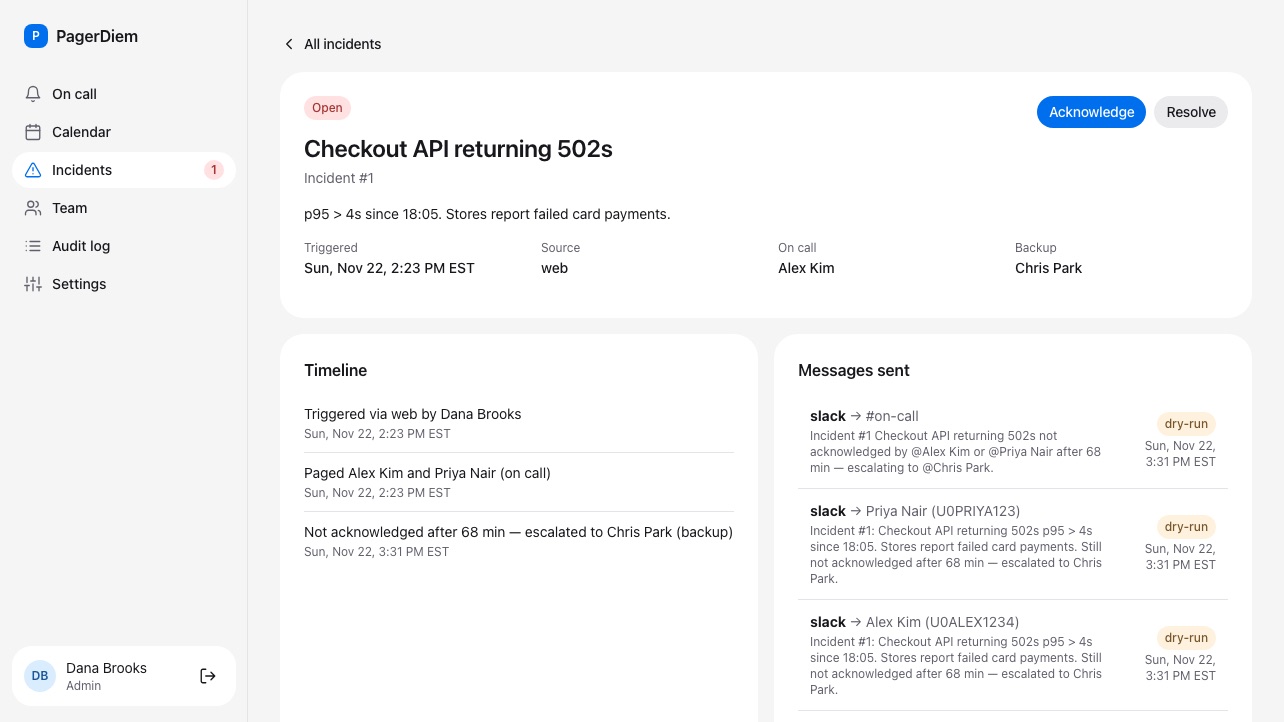 P PagerDiem
On call
Calendar
Incidents 1
Team
Audit log
Settings
DB Dana Brooks
Admin
All incidents
Open
Acknowledge Resolve
Checkout API returning 502s
Incident #1
p95 > 4s since 18:05. Stores report failed card payments.
Triggered Source On call Backup
Sun, Nov 22, 2:23 PM EST web Alex Kim Chris Park
Timeline
Triggered via web by Dana Brooks
Sun, Nov 22, 2:23 PM EST
Paged Alex Kim and Priya Nair (on call)
Sun, Nov 22, 2:23 PM EST
Not acknowledged after 68 min — escalated to Chris Park (backup)
Sun, Nov 22, 3:31 PM EST
Messages sent
slack → #on-call
Incident #1 Checkout API returning 502s not
acknowledged by @Alex Kim or @Priya Nair after 68
min — escalating to @Chris Park.
dry-run
Sun, Nov 22,
3:31 PM EST
slack → Priya Nair (U0PRIYA123)
Incident #1: Checkout API returning 502s p95 > 4s
since 18:05. Stores report failed card payments. Still
not acknowledged after 68 min — escalated to Chris
Park.
dry-run
Sun, Nov 22,
3:31 PM EST
slack → Alex Kim (U0ALEX1234)
Incident #1: Checkout API returning 502s p95 > 4s
since 18:05. Stores report failed card payments. Still
not acknowledged after 68 min — escalated to Chris
Park.
dry-run
Sun, Nov 22,
3:31 PM EST